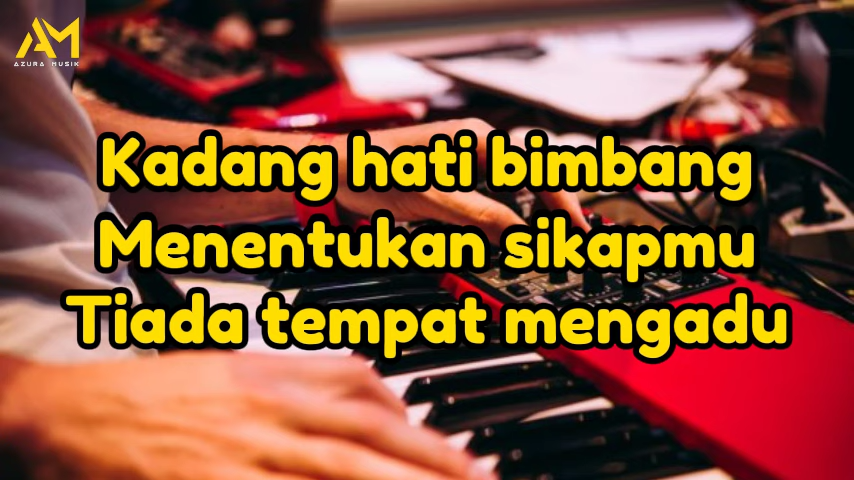 AM
AZURA MUSIK
Kadang hati bimbang
Menentukan sikapmu
Tiada tempat mengadu